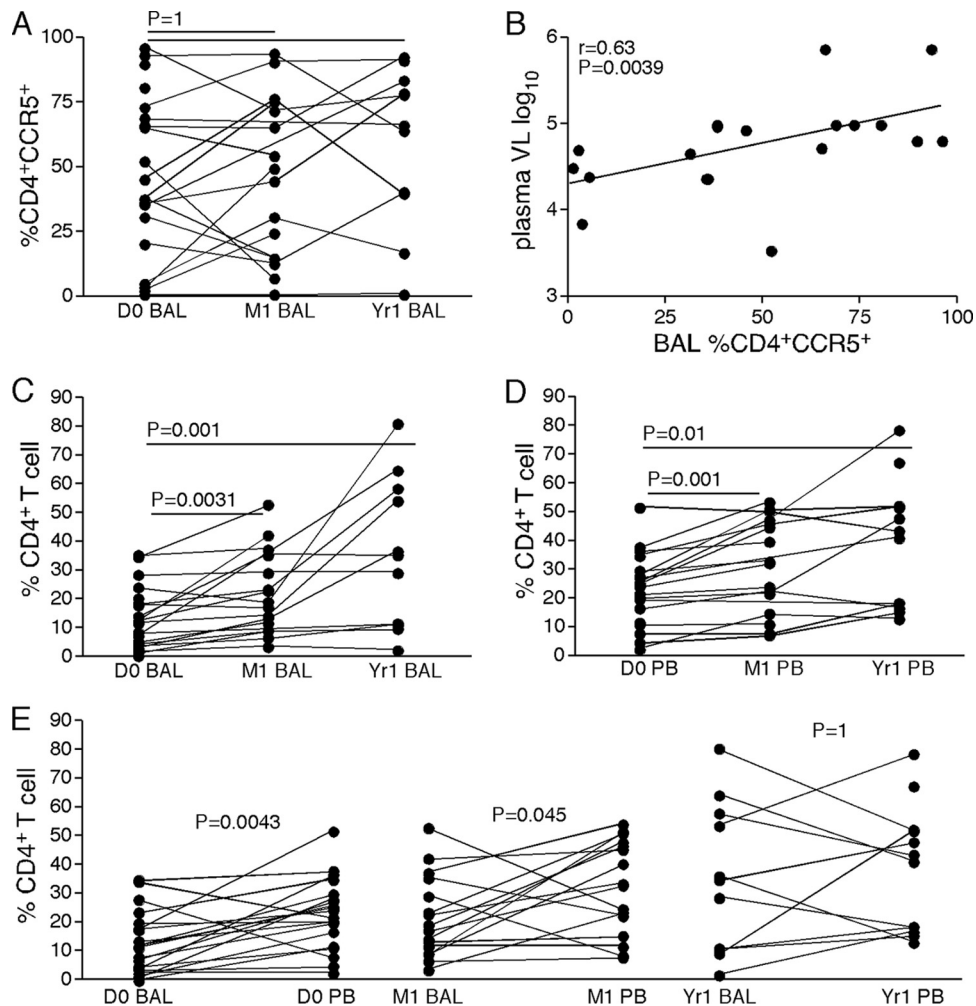 A
P=1
%CD4⁺CCR5⁺
100
75
50
25
0
D0 BAL M1 BAL Yr1 BAL
B
r=0.63
P=0.0039
plasma VL log₁₀
6
5
4
3
0 25 50 75 100
BAL %CD4⁺CCR5⁺
C
% CD4⁺ T cell
90
80
70
60
50
40
30
20
10
0
P=0.001
P=0.0031
D0 BAL M1 BAL Yr1 BAL
D
% CD4⁺ T cell
90
80
70
60
50
40
30
20
10
0
P=0.01
P=0.001
D0 PB M1 PB Yr1 PB
E
% CD4⁺ T cell
90
80
70
60
50
40
30
20
10
0
P=0.0043
P=0.045
P=1
D0 BAL D0 PB M1 BAL M1 PB Yr1 BAL Yr1 PB